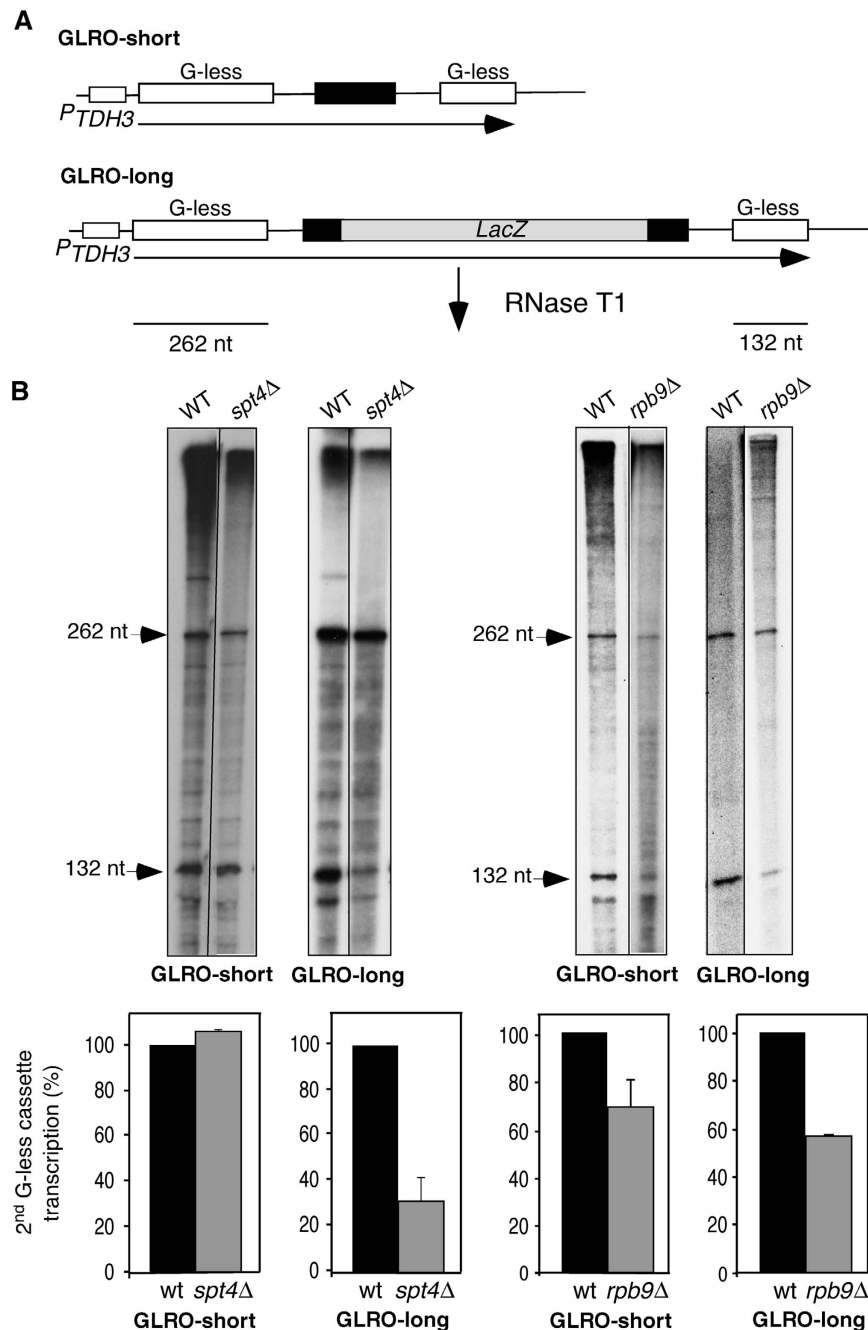 A
GLRO-short
G-less G-less
PTDH3
GLRO-long
G-less G-less
LacZ
PTDH3
RNase T1
262 nt 132 nt
B
WT spt4Δ WT spt4Δ WT rpb9Δ WT rpb9Δ
262 nt 262 nt
132 nt 132 nt
GLRO-short GLRO-long GLRO-short GLRO-long
2nd G-less cassette transcription (%)
100 100 100 100
80 80 80 80
60 60 60 60
40 40 40 40
20 20 20 20
0 0 0 0
wt spt4Δ wt spt4Δ wt rpb9Δ wt rpb9Δ
GLRO-short GLRO-long GLRO-short GLRO-long